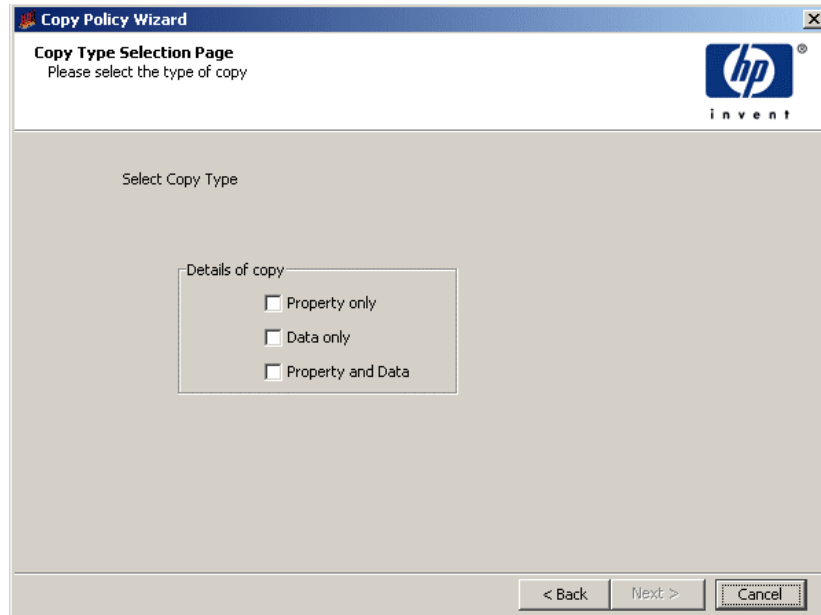 Copy Policy Wizard
Copy Type Selection Page
Please select the type of copy
hp
®
invent
Select Copy Type
Details of copy
Property only
Data only
Property and Data
< Back
Next >
Cancel